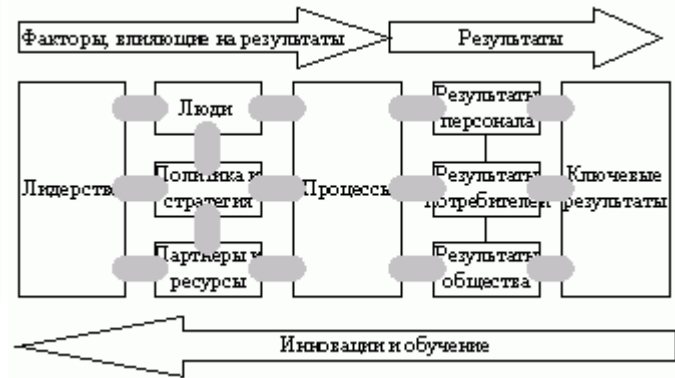 Факторы, влияющие на результаты
Результаты
Лидерство
Люди
Политика и
стратегия
Партнеры и
ресурсы
Процессы
Результаты
персонала
Результаты
потребителей
Результаты
общества
Ключевые
результаты
Инновации и обучение